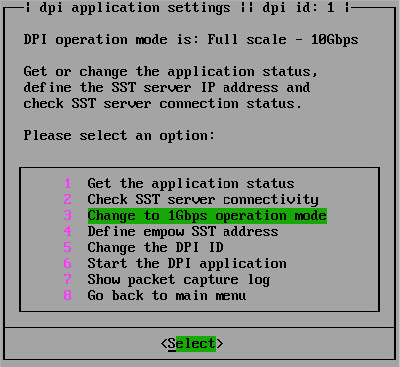 | dpi application settings || dpi id: 1 |
DPI operation mode is: Full scale - 10Gbps
Get or change the application status,
define the SST server IP address and
check SST server connection status.
Please select an option:
1 Get the application status
2 Check SST server connectivity
3 Change to 1Gbps operation mode
4 Define empow SST address
5 Change the DPI ID
6 Start the DPI application
7 Show packet capture log
8 Go back to main menu
<Select>